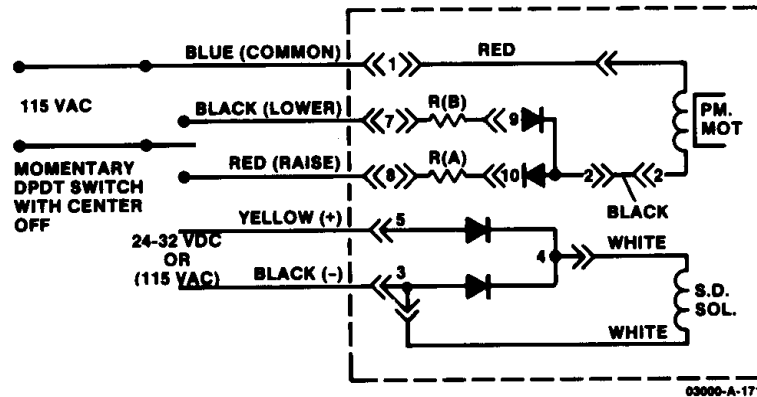 BLUE (COMMON)
1
RED
115 VAC
BLACK (LOWER)
7
R(B)
9
PM.
MOT
RED (RAISE)
8
R(A)
10
2
2
BLACK
MOMENTARY
DPDT SWITCH
WITH CENTER
OFF
YELLOW (+)
5
24-32 VDC
OR
(115 VAC)
BLACK (-)
3
4
WHITE
S.D.
SOL.
WHITE